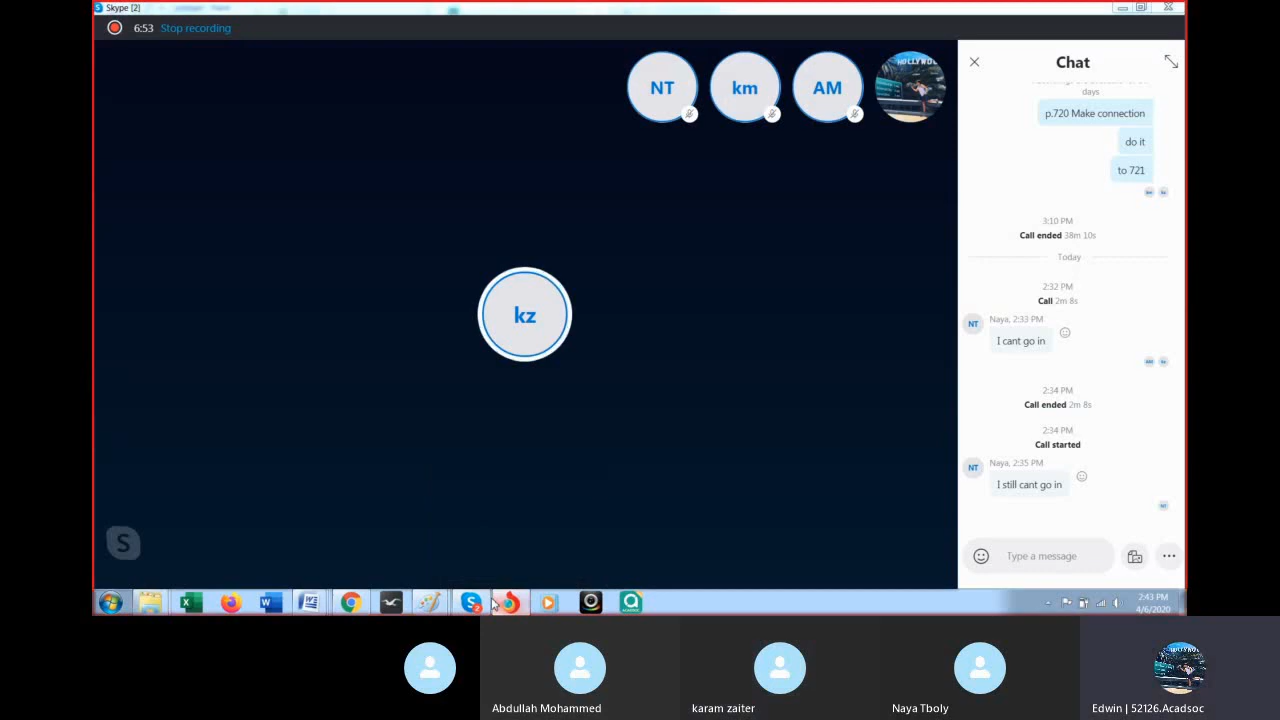 Skype [2]
6:53 Stop recording
NT
km
AM
HOLLYWO
kz
S
Chat
days
p.720 Make connection
do it
to 721
3:10 PM
Call ended 38m 10s
Today
2:32 PM
Call 2m 8s
NT
Naya, 2:33 PM
I cant go in
2:34 PM
Call ended 2m 8s
2:34 PM
Call started
NT
Naya, 2:35 PM
I still cant go in
Type a message
2:43 PM
4/6/2020
Abdullah Mohammed
karam zaiter
Naya Tboly
Edwin | 52126.Acadsoc